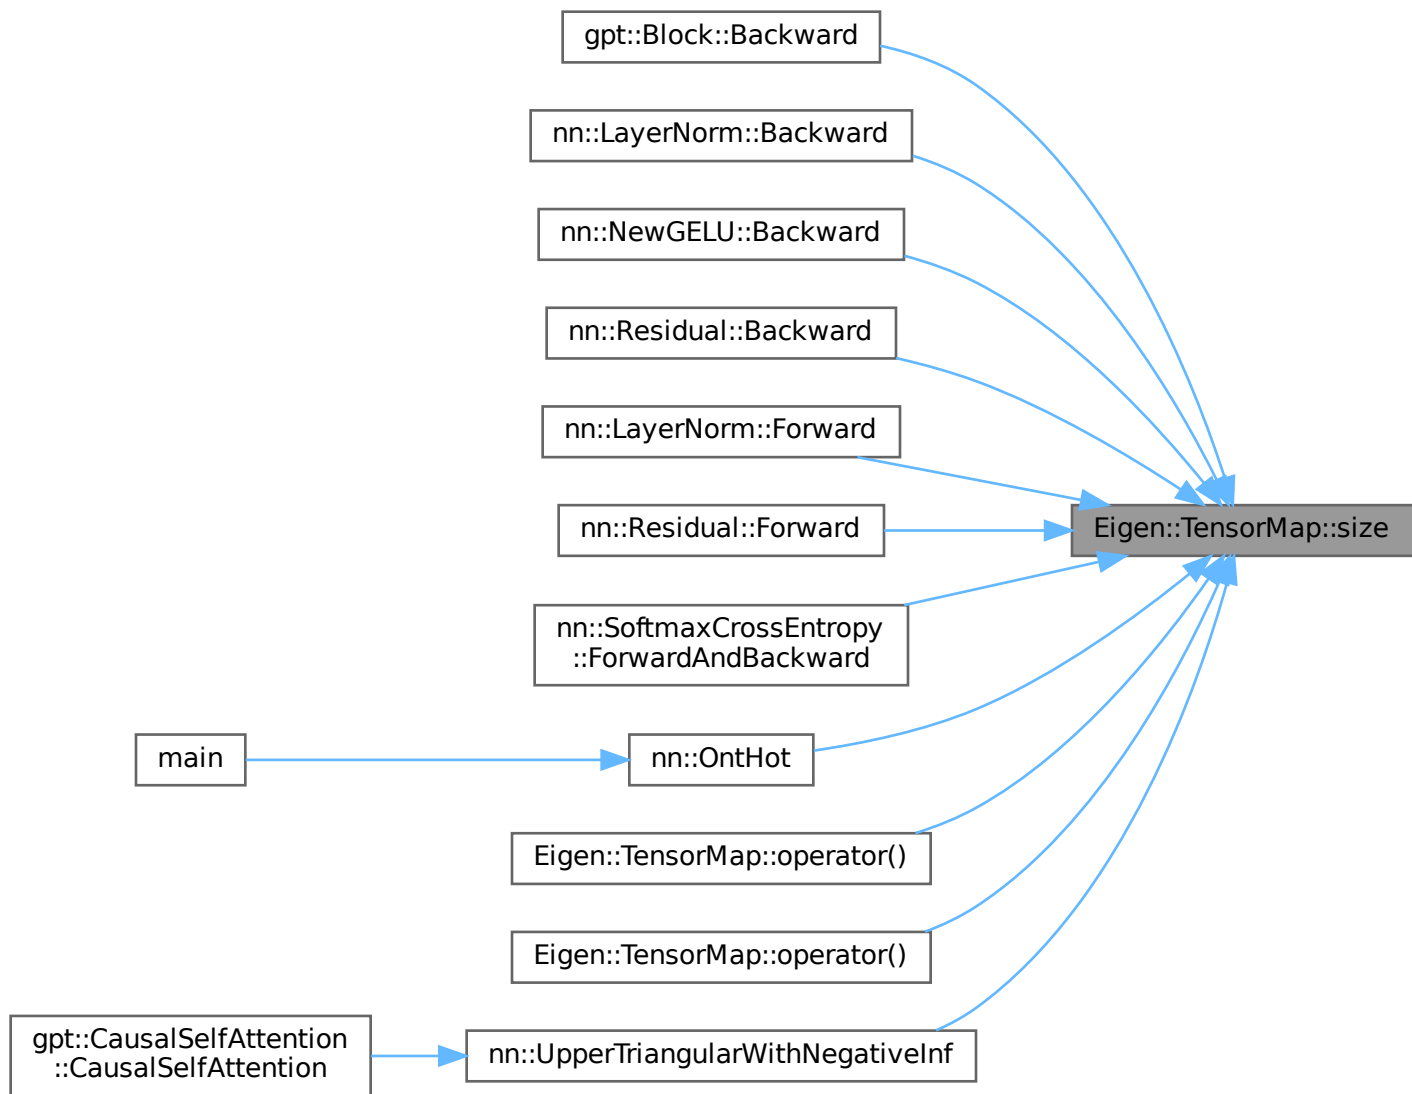 gpt::Block::Backward
nn::LayerNorm::Backward
nn::NewGELU::Backward
nn::Residual::Backward
nn::LayerNorm::Forward
nn::Residual::Forward
Eigen::TensorMap::size
nn::SoftmaxCrossEntropy
::ForwardAndBackward
main
nn::OntHot
Eigen::TensorMap::operator()
Eigen::TensorMap::operator()
gpt::CausalSelfAttention
::CausalSelfAttention
nn::UpperTriangularWithNegativeInf